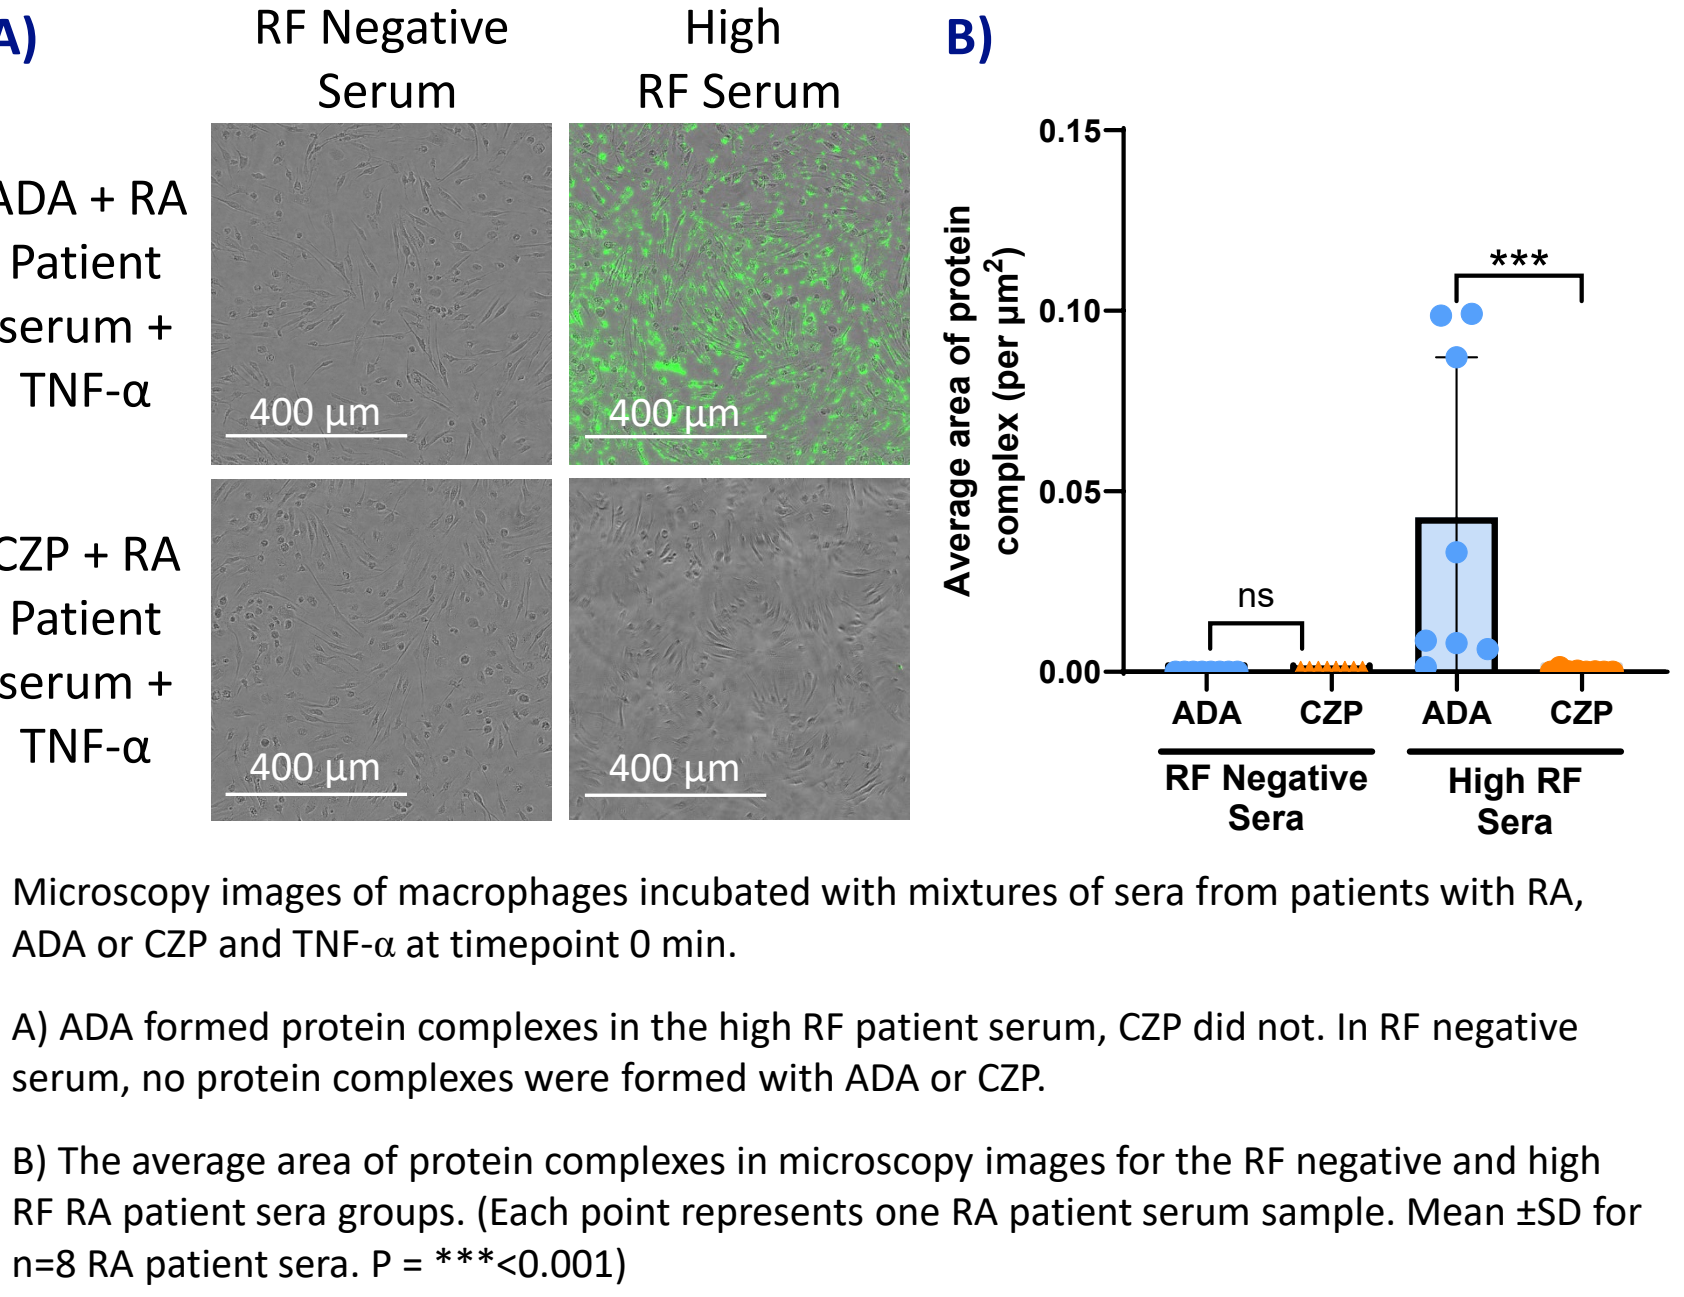 A)
RF Negative
Serum
High
RF Serum
ADA + RA
Patient
serum +
TNF-α
400 µm
400 µm
CZP + RA
Patient
serum +
TNF-α
400 µm
400 µm
B)
Average area of protein
complex (per µm²)
0.15
0.10
0.05
0.00
ns
***
ADA
CZP
ADA
CZP
RF Negative
Sera
High RF
Sera
Microscopy images of macrophages incubated with mixtures of sera from patients with RA,
ADA or CZP and TNF-α at timepoint 0 min.
A) ADA formed protein complexes in the high RF patient serum, CZP did not. In RF negative
serum, no protein complexes were formed with ADA or CZP.
B) The average area of protein complexes in microscopy images for the RF negative and high
RF RA patient sera groups. (Each point represents one RA patient serum sample. Mean ±SD for
n=8 RA patient sera. P = ***<0.001)